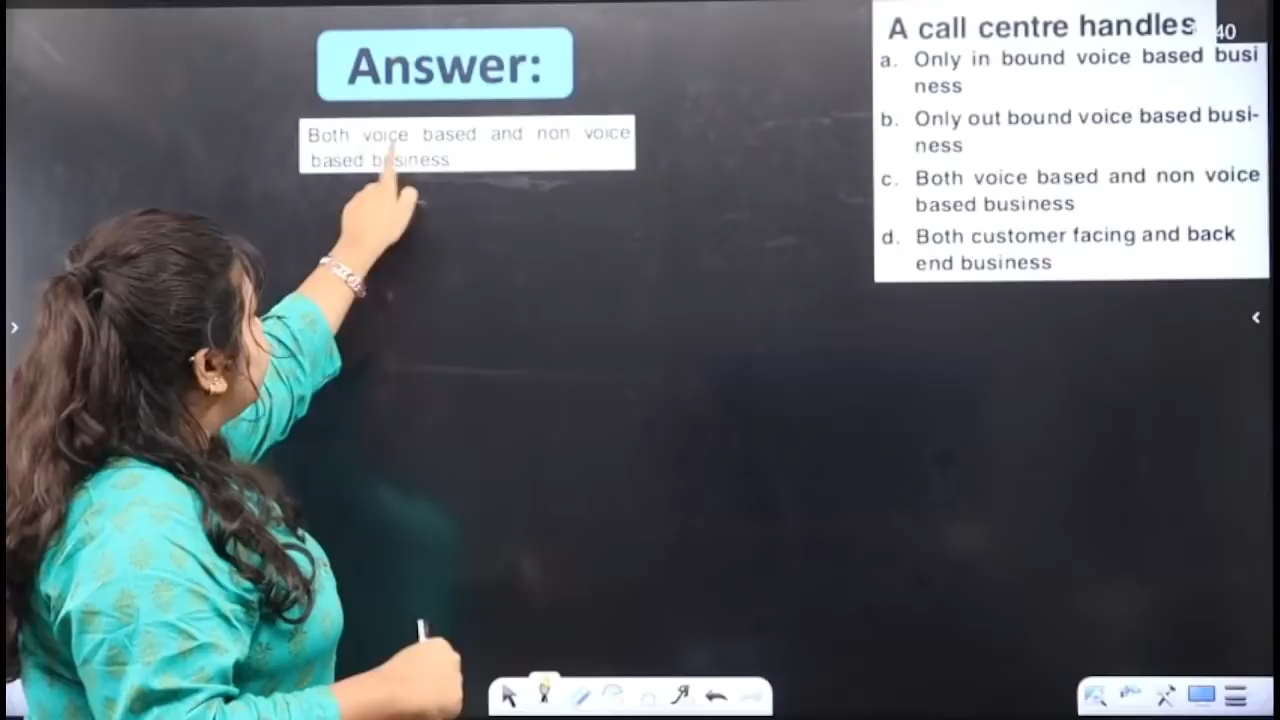 Answer:
Both voice based and non voice
based business
A call centre handles
40
a. Only in bound voice based busi
ness
b. Only out bound voice based busi-
ness
c. Both voice based and non voice
based business
d. Both customer facing and back
end business